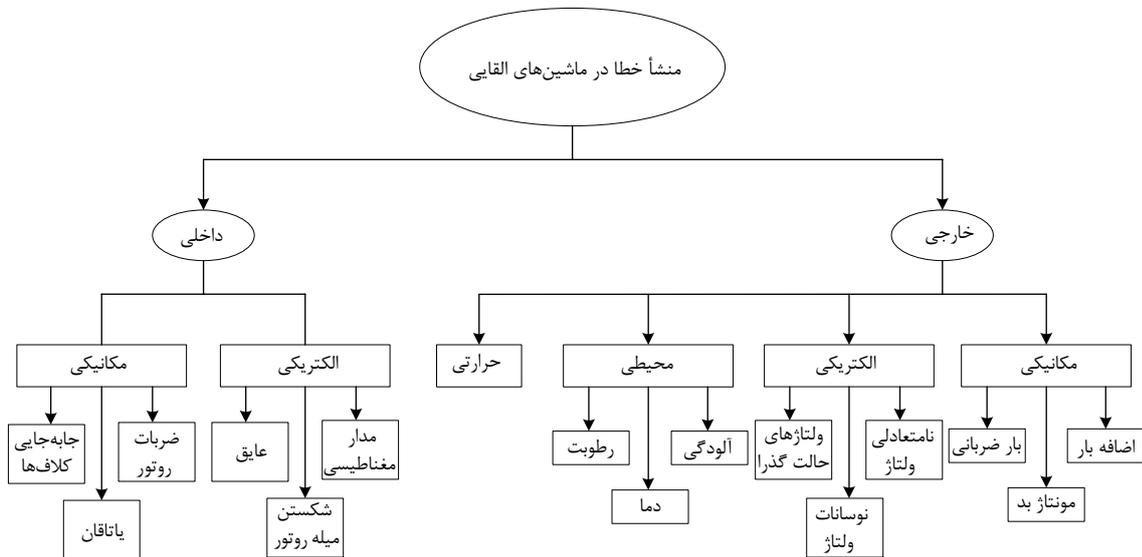 منشأ خطا در ماشین‌های القایی
خارجی
داخلی
مکانیکی
الکتریکی
محیطی
حرارتی
الکتریکی
مکانیکی
اضافه بار
مونتاژ بد
بار ضربانی
نامتعادلی
ولتاژ
نوسانات
ولتاژ
ولتاژهای
حالت گذرا
آلودگی
دما
رطوبت
مدار
مغناطیسی
شکستن
میله روتور
عایق
ضربات
روتور
یاتاقان
جابه‌جایی
کلاف‌ها